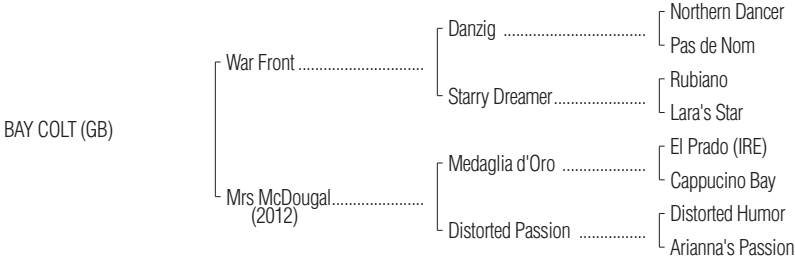 Northern Dancer
Danzig ..................................
Pas de Nom
War Front ..............................
Rubiano
Starry Dreamer......................
Lara's Star
BAY COLT (GB)
El Prado (IRE)
Medaglia d'Oro ....................
Cappucino Bay
Mrs McDougal......................
(2012)
Distorted Humor
Distorted Passion ................
Arianna's Passion